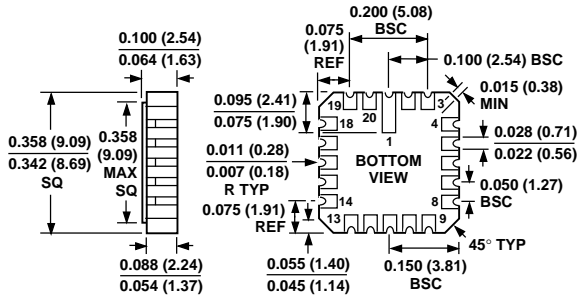 0.200 (5.08)
BSC
0.075
(1.91)
REF
0.100 (2.54)
0.064 (1.63)
0.100 (2.54) BSC
0.015 (0.38)
MIN
0.095 (2.41)
0.075 (1.90)
19
20
3
18
4
1
0.028 (0.71)
0.022 (0.56)
0.358 (9.09)
0.342 (8.69)
SQ
0.358
(9.09)
MAX
SQ
0.011 (0.28)
0.007 (0.18)
R TYP
BOTTOM
VIEW
0.050 (1.27)
BSC
0.075 (1.91)
REF
14
13
8
9
45° TYP
0.088 (2.24)
0.054 (1.37)
0.055 (1.40)
0.045 (1.14)
0.150 (3.81)
BSC